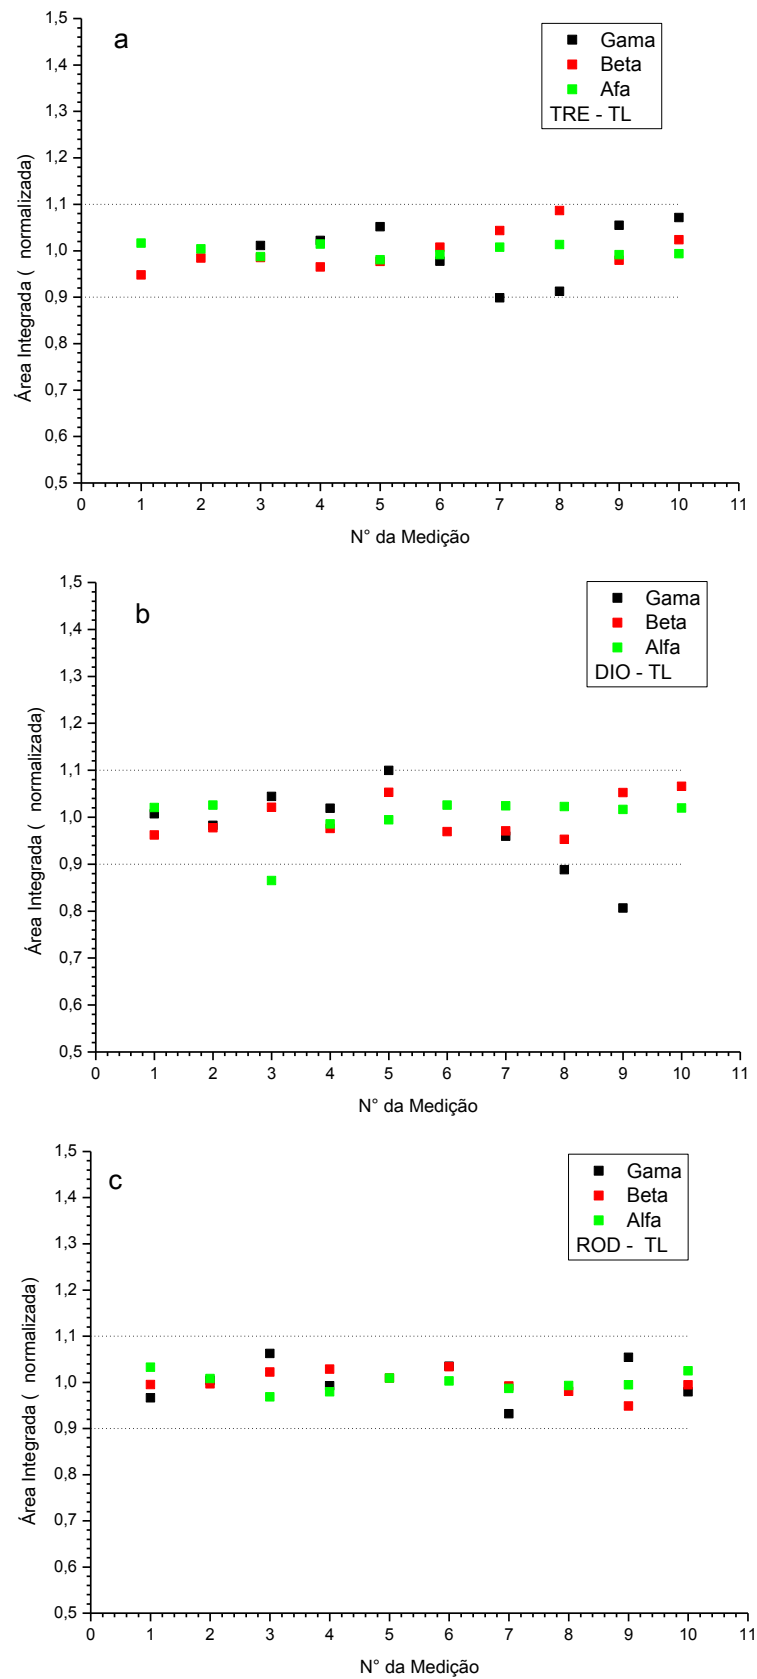 a
Gama
Beta
Afa
TRE - TL
1,5
1,4
1,3
1,2
1,1
1,0
0,9
0,8
0,7
0,6
0,5
Área Integrada ( normalizada)
0 1 2 3 4 5 6 7 8 9 10 11
N° da Medição
b
Gama
Beta
Alfa
DIO - TL
1,5
1,4
1,3
1,2
1,1
1,0
0,9
0,8
0,7
0,6
0,5
Área Integrada ( normalizada)
0 1 2 3 4 5 6 7 8 9 10 11
N° da Medição
c
Gama
Beta
Alfa
ROD - TL
1,5
1,4
1,3
1,2
1,1
1,0
0,9
0,8
0,7
0,6
0,5
Área Integrada ( normalizada)
0 1 2 3 4 5 6 7 8 9 10 11
N° da Medição